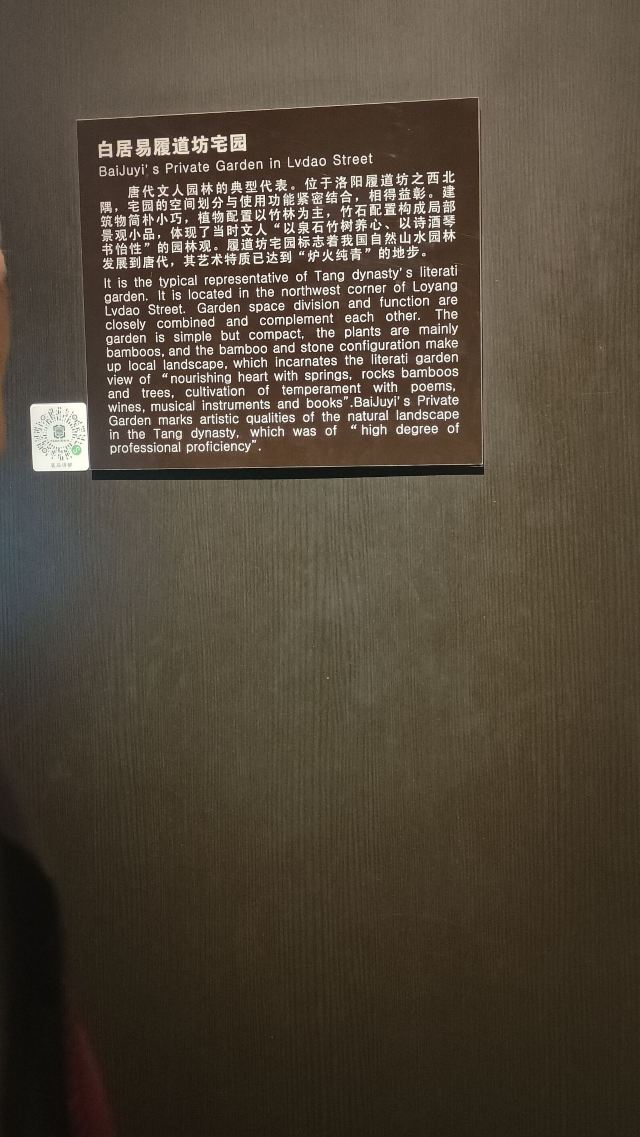 白居易履道坊宅园
BaiJuyi's Private Garden in Lvdao Street
唐代文人园林的典型代表。位于洛阳履道坊之西北
隅，宅园的空间划分与使用功能紧密结合，相得益彰。建
筑物简朴小巧，植物配置以竹林为主，竹石配置构成局部
景观小品，体现了当时文人“以泉石竹树养心、以诗酒琴
书怡性”的园林观。履道坊宅园标志着我国自然山水园林
发展到唐代，其艺术特质已达到“炉火纯青”的地步。
It is the typical representative of Tang dynasty's literati
garden. It is located in the northwest corner of Loyang
Lvdao Street. Garden space division and function are
closely combined and complement each other. The
garden is simple but compact, the plants are mainly
bamboos, and the bamboo and stone configuration make
up local landscape, which incarnates the literati garden
view of “nourishing heart with springs, rocks bamboos
and trees, cultivation of temperament with poems,
wines, musical instruments and books”.BaiJuyi's Private
Garden marks artistic qualities of the natural landscape
in the Tang dynasty, which was of “high degree of
professional proficiency”.